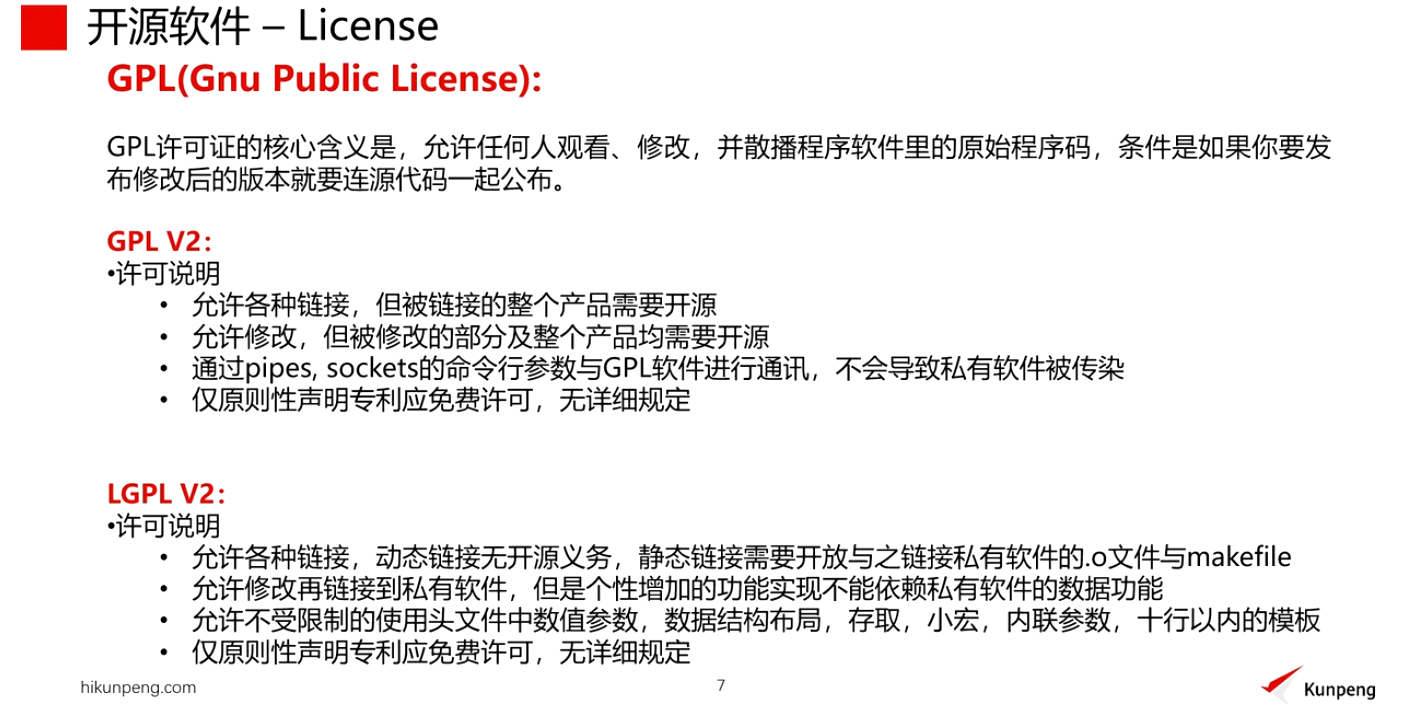 开源软件 – License
GPL(Gnu Public License):
GPL许可证的核心含义是，允许任何人观看、修改，并散播程序软件里的原始程序码，条件是如果你要发
布修改后的版本就要连源代码一起公布。
GPL V2：
•许可说明
• 允许各种链接，但被链接的整个产品需要开源
• 允许修改，但被修改的部分及整个产品均需要开源
• 通过pipes, sockets的命令行参数与GPL软件进行通讯，不会导致私有软件被传染
• 仅原则性声明专利应免费许可，无详细规定
LGPL V2：
•许可说明
• 允许各种链接，动态链接无开源义务，静态链接需要开放与之链接私有软件的.o文件与makefile
• 允许修改再链接到私有软件，但是个性增加的功能实现不能依赖私有软件的数据功能
• 允许不受限制的使用头文件中数值参数，数据结构布局，存取，小宏，内联参数，十行以内的模板
• 仅原则性声明专利应免费许可，无详细规定
hikunpeng.com
7
Kunpeng